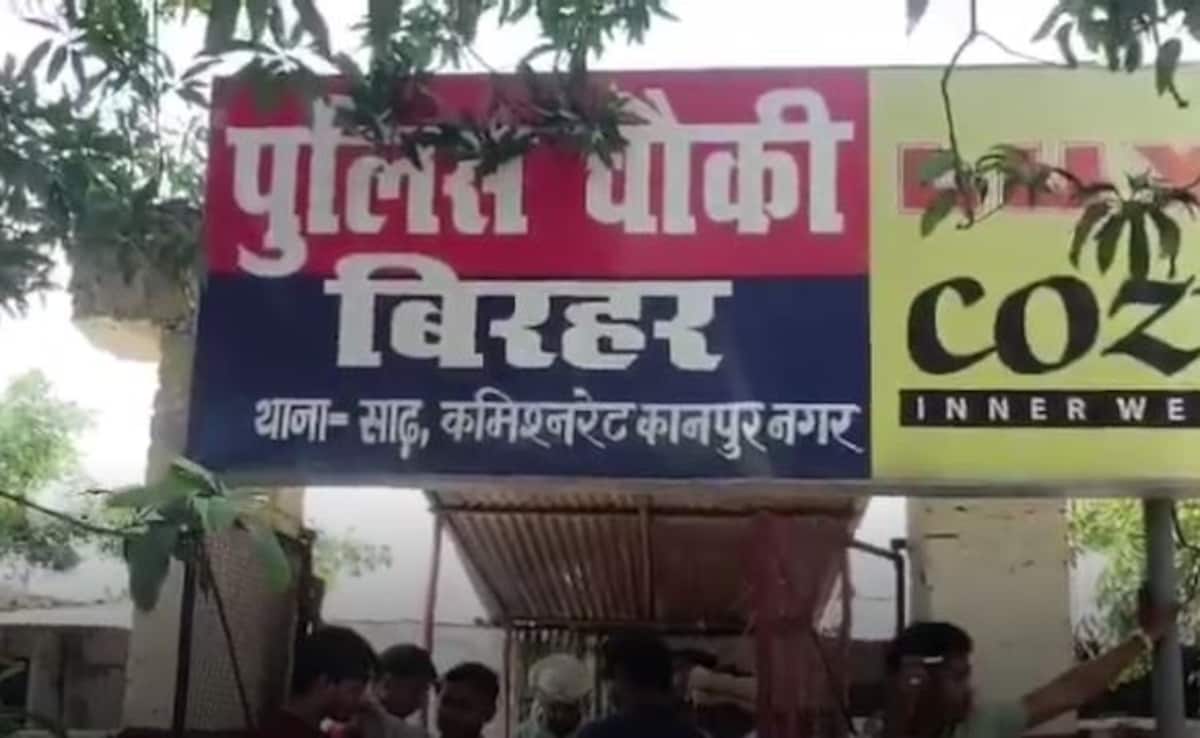 पुलिस चौकी
बिरहर
थाना= साढ़, कमिश्नरेट कानपुर नगर
COZ
INNER WE